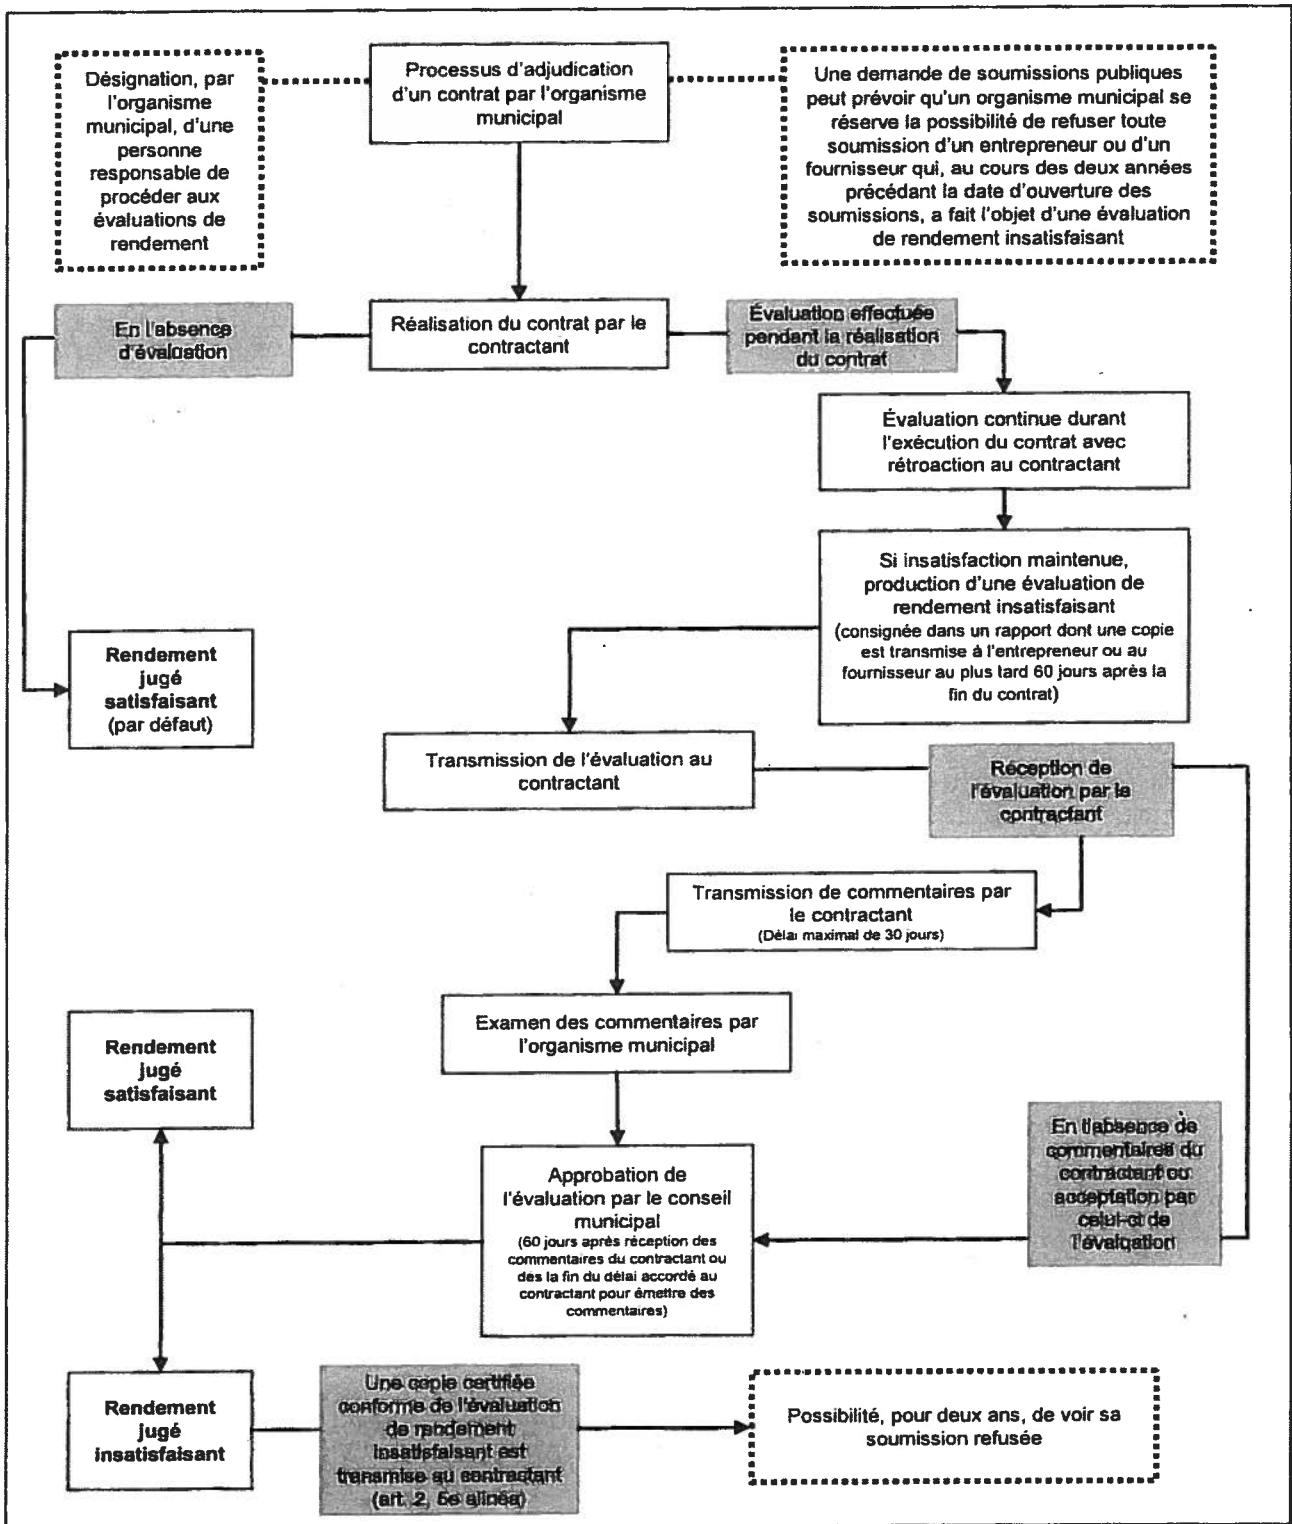 Désignation, par
l'organisme
municipal, d'une
personne
responsable de
procéder aux
évaluations de
rendement
Processus d'adjudication
d'un contrat par l'organisme
municipal
Une demande de soumissions publiques
peut prévoir qu'un organisme municipal se
réserve la possibilité de refuser toute
soumission d'un entrepreneur ou d'un
fournisseur qui, au cours des deux années
précédant la date d'ouverture des
soumissions, a fait l'objet d'une évaluation
de rendement insatisfaisant
En l'absence
d'évaluation
Réalisation du contrat par le
contractant
Évaluation effectuée
pendant la réalisation
du contrat
Évaluation continue durant
l'exécution du contrat avec
rétroaction au contractant
Si insatisfaction maintenue,
production d'une évaluation de
rendement insatisfaisant
(consignée dans un rapport dont une copie
est transmise à l'entrepreneur ou au
fournisseur au plus tard 60 jours après la
fin du contrat)
Rendement
jugé
satisfaisant
(par défaut)
Transmission de l'évaluation au
contractant
Réception de
l'évaluation par le
contractant
Transmission de commentaires par
le contractant
(Délai maximal de 30 jours)
Examen des commentaires par
l'organisme municipal
Rendement
jugé
satisfaisant
En l'absence de
commentaires du
contractant ou
acceptation par
celui-ci de
l'évaluation
Approbation de
l'évaluation par le conseil
municipal
(60 jours après réception des
commentaires du contractant ou
dès la fin du délai accordé au
contractant pour émettre des
commentaires)
Rendement
jugé
insatisfaisant
Une copie certifiée
conforme de l'évaluation
de rendement
insatisfaisant est
transmise au contractant
(art. 2, 5e alinéa)
Possibilité, pour deux ans, de voir sa
soumission refusée